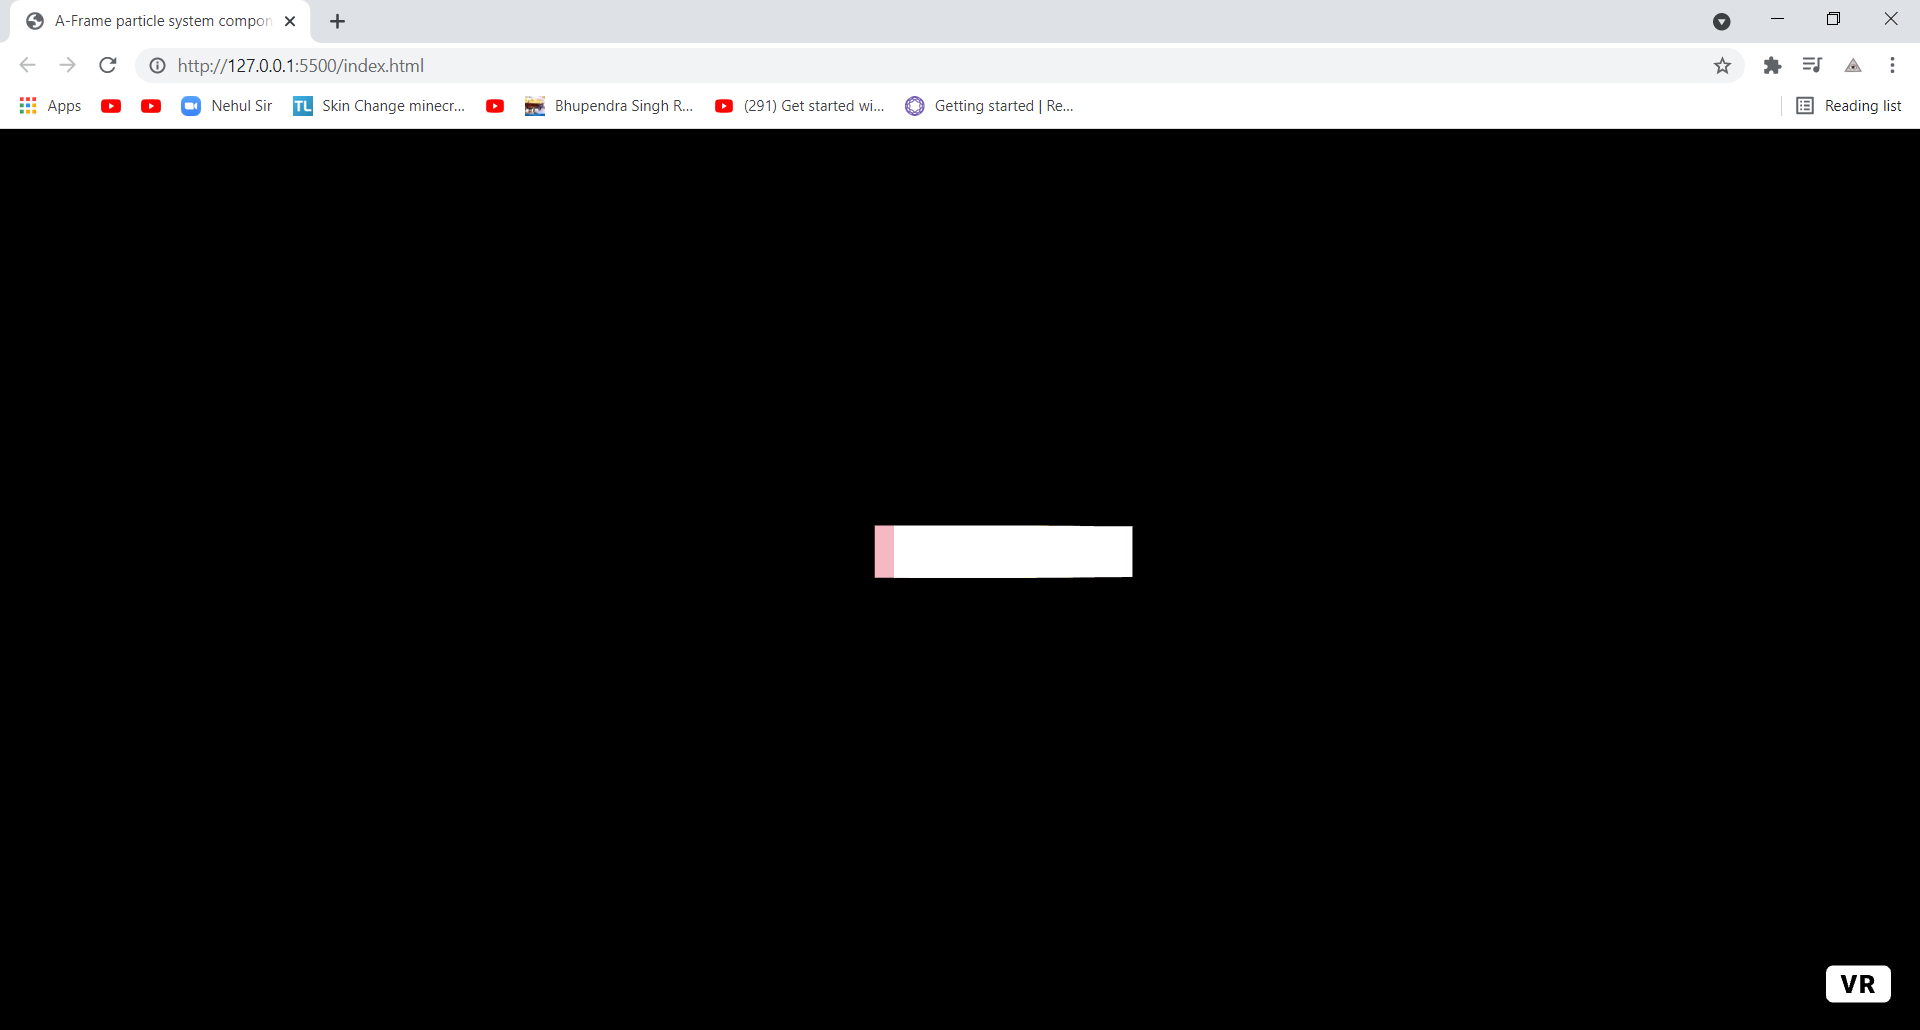 A-Frame particle system compon
http://127.0.0.1:5500/index.html
Apps Nehul Sir TL Skin Change minecr... Bhupendra Singh R... (291) Get started wi... Getting started | Re... Reading list
VR